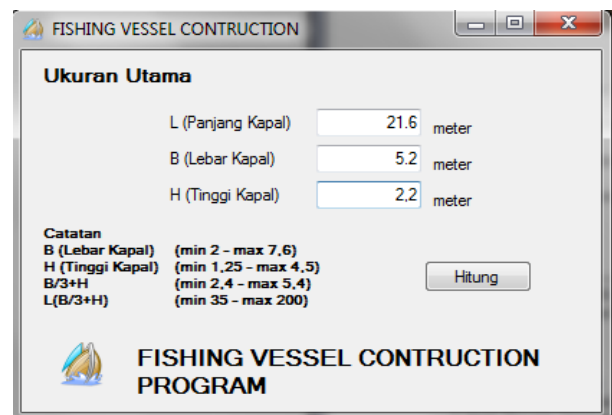 FISHING VESSEL CONTRUCTION
Ukuran Utama
L (Panjang Kapal) 21.6 meter
B (Lebar Kapal) 5.2 meter
H (Tinggi Kapal) 2,2 meter
Catatan
B (Lebar Kapal) (min 2 - max 7,6)
H (Tinggi Kapal) (min 1,25 - max 4,5)
B/3+H (min 2,4 - max 5,4)
L(B/3+H) (min 35 - max 200)
Hitung
FISHING VESSEL CONTRUCTION
PROGRAM